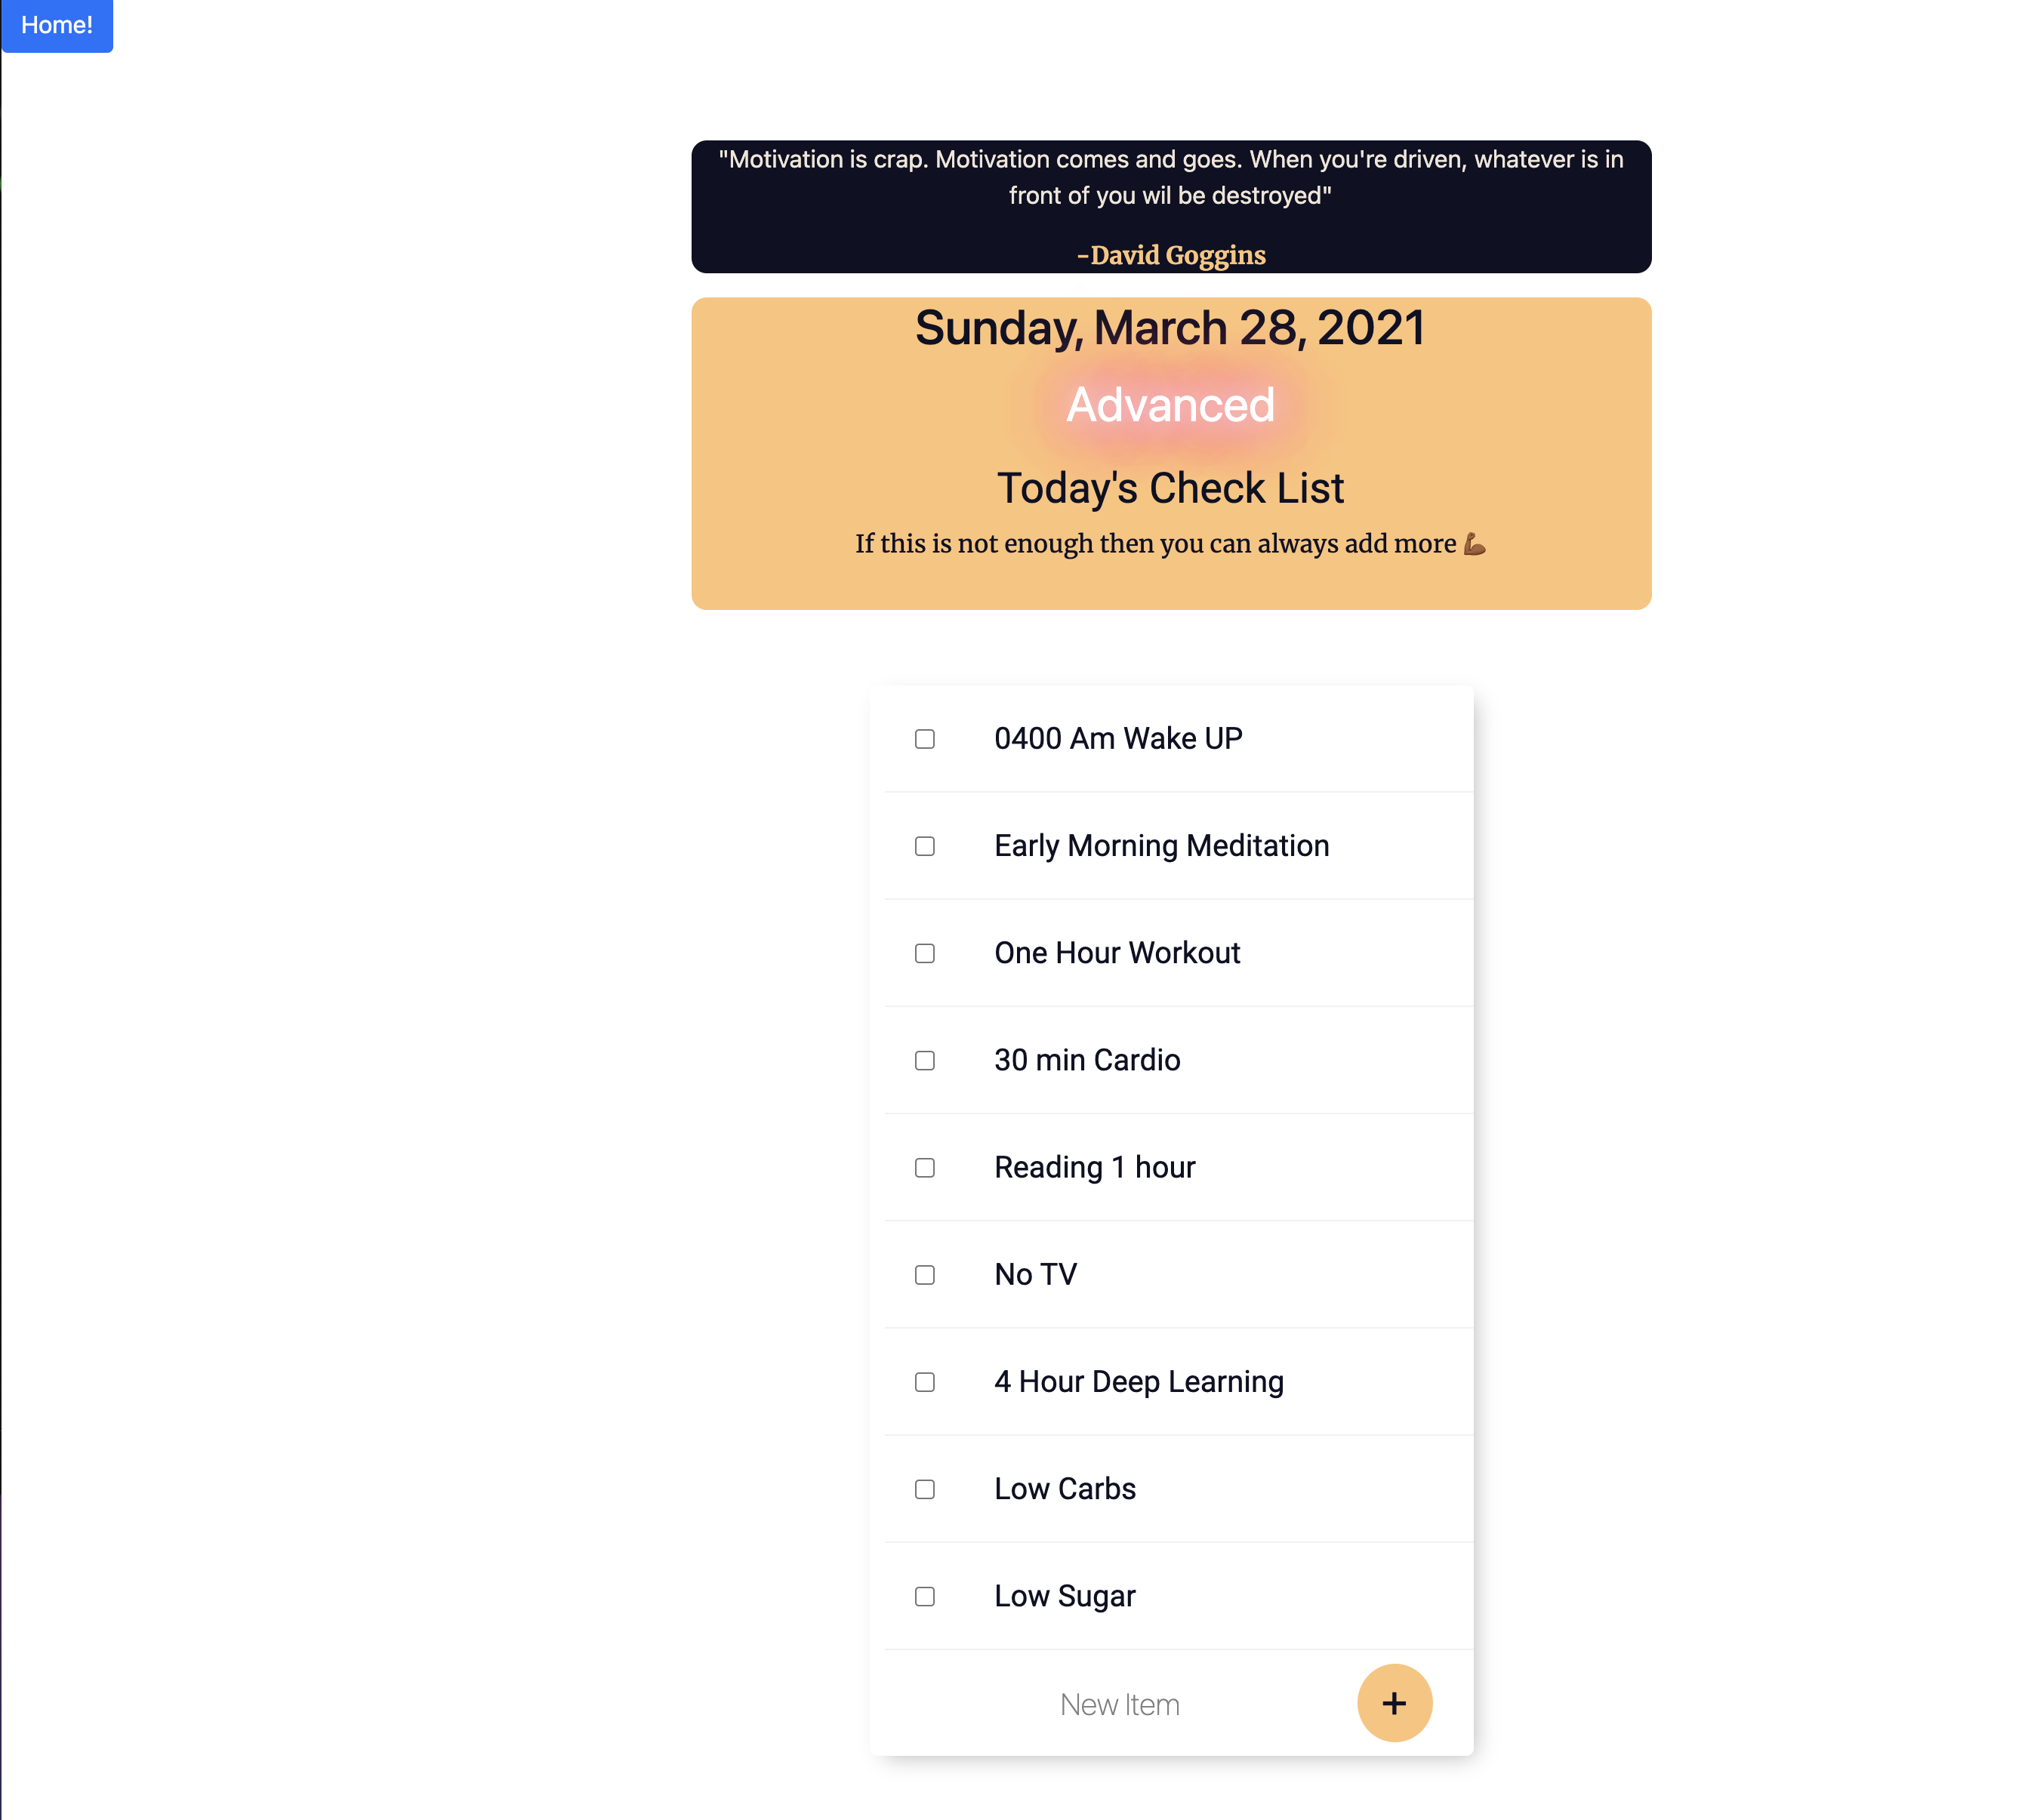 Home!
"Motivation is crap. Motivation comes and goes. When you're driven, whatever is in
front of you wil be destroyed"
-David Goggins
Sunday, March 28, 2021
Advanced
Today's Check List
If this is not enough then you can always add more 💪🏾
0400 Am Wake UP
Early Morning Meditation
One Hour Workout
30 min Cardio
Reading 1 hour
No TV
4 Hour Deep Learning
Low Carbs
Low Sugar
New Item
+